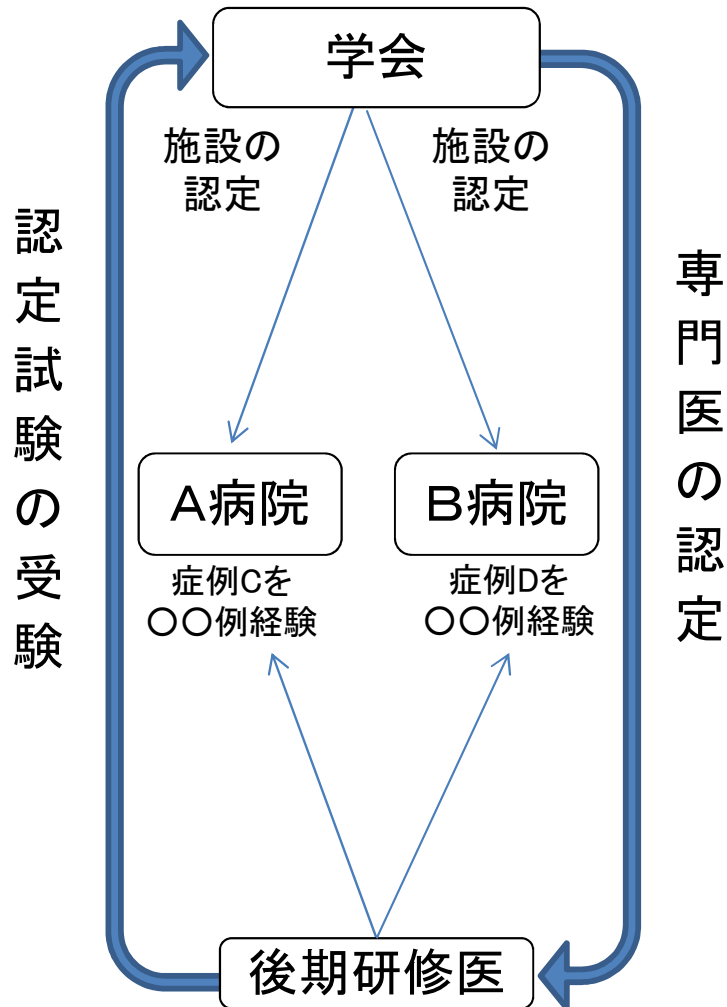 学会
施設の
認定
施設の
認定
認定試験の受験
専門医の認定
A病院
B病院
症例Cを
〇〇例経験
症例Dを
〇〇例経験
後期研修医